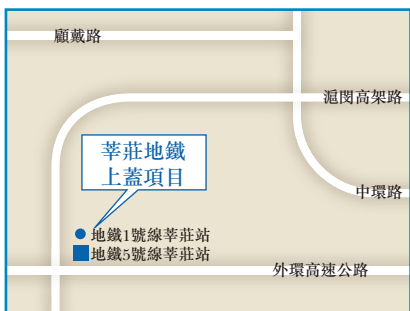 顧戴路
滬閔高架路
莘莊地鐵
上蓋項目
中環路
地鐵1號線莘莊站
地鐵5號線莘莊站
外環高速公路